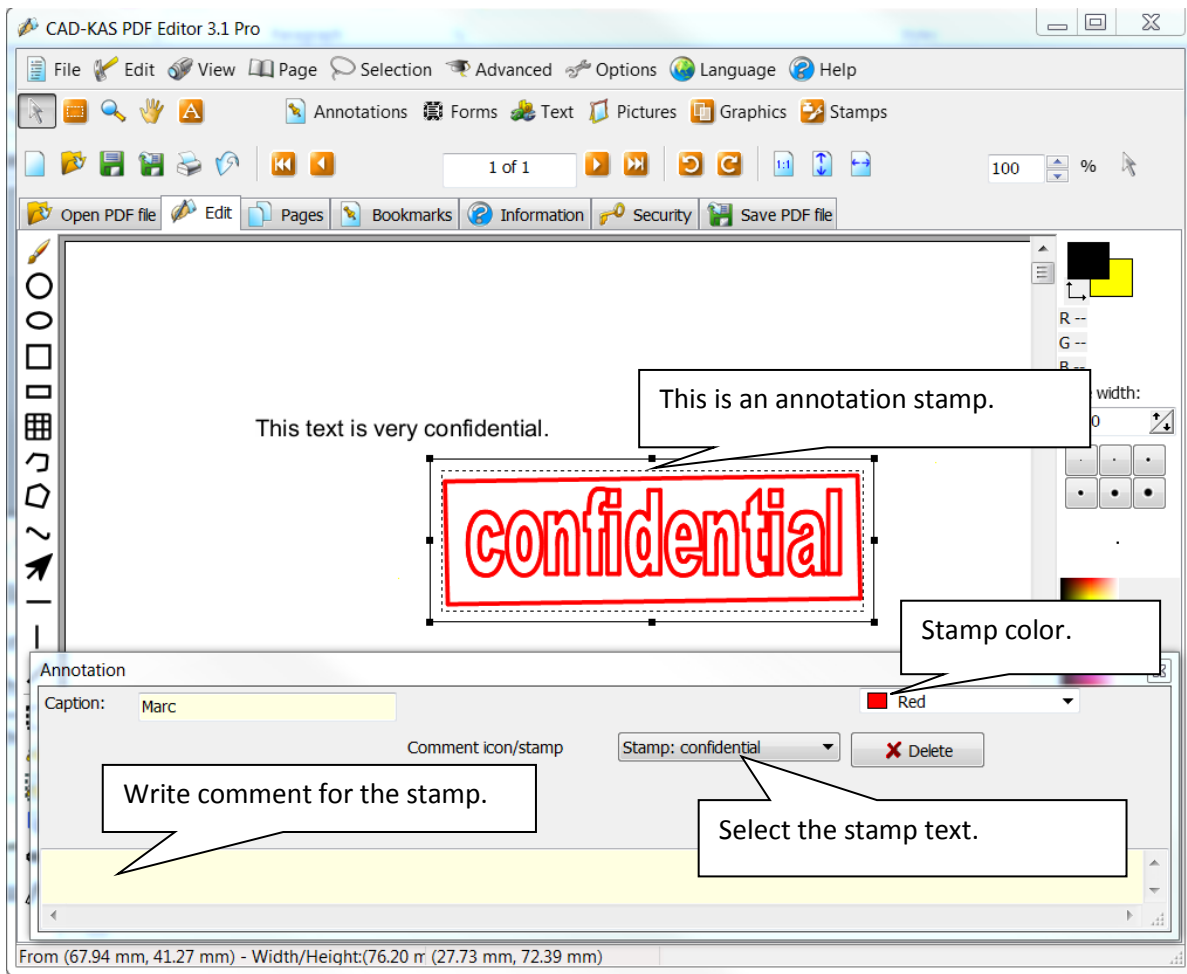 CAD-KAS PDF Editor 3.1 Pro
File Edit View Page Selection Advanced Options Language Help
Annotations Forms Text Pictures Graphics Stamps
1 of 1
100 %
Open PDF file Edit Pages Bookmarks Information Security Save PDF file
R --
G --
This is an annotation stamp.
width:
0
This text is very confidential.
confidential
Stamp color.
Annotation
Caption: Marc
Red
Comment icon/stamp Stamp: confidential Delete
Write comment for the stamp.
Select the stamp text.
From (67.94 mm, 41.27 mm) - Width/Height:(76.20 m (27.73 mm, 72.39 mm)